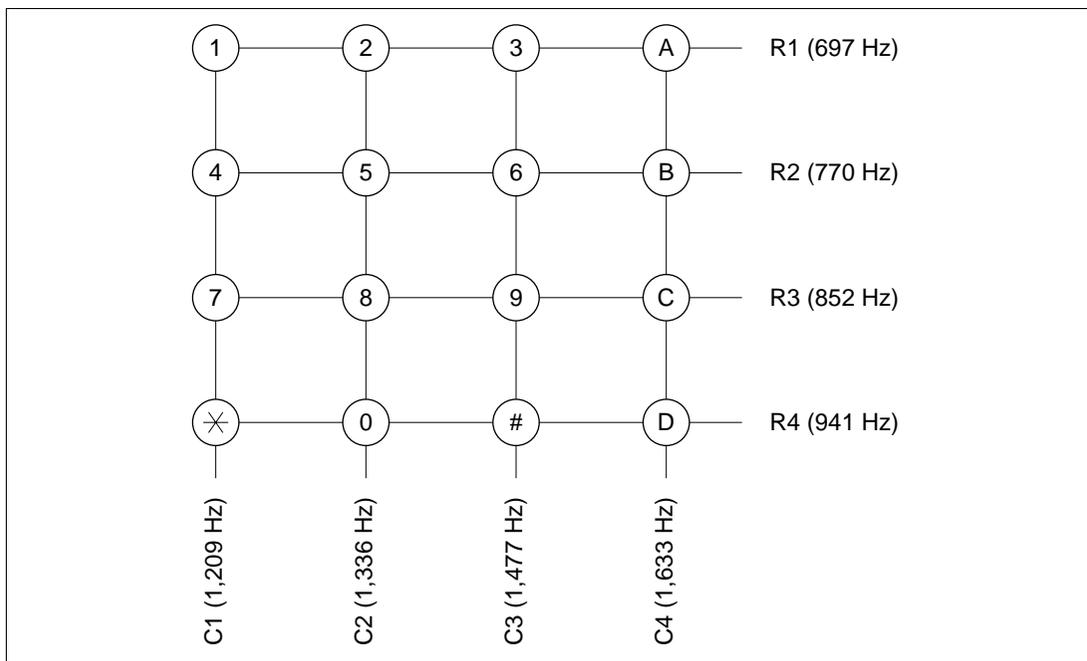 1 2 3 A R1 (697 Hz)
4 5 6 B R2 (770 Hz)
7 8 9 C R3 (852 Hz)
* 0 # D R4 (941 Hz)
C1 (1,209 Hz)
C2 (1,336 Hz)
C3 (1,477 Hz)
C4 (1,633 Hz)